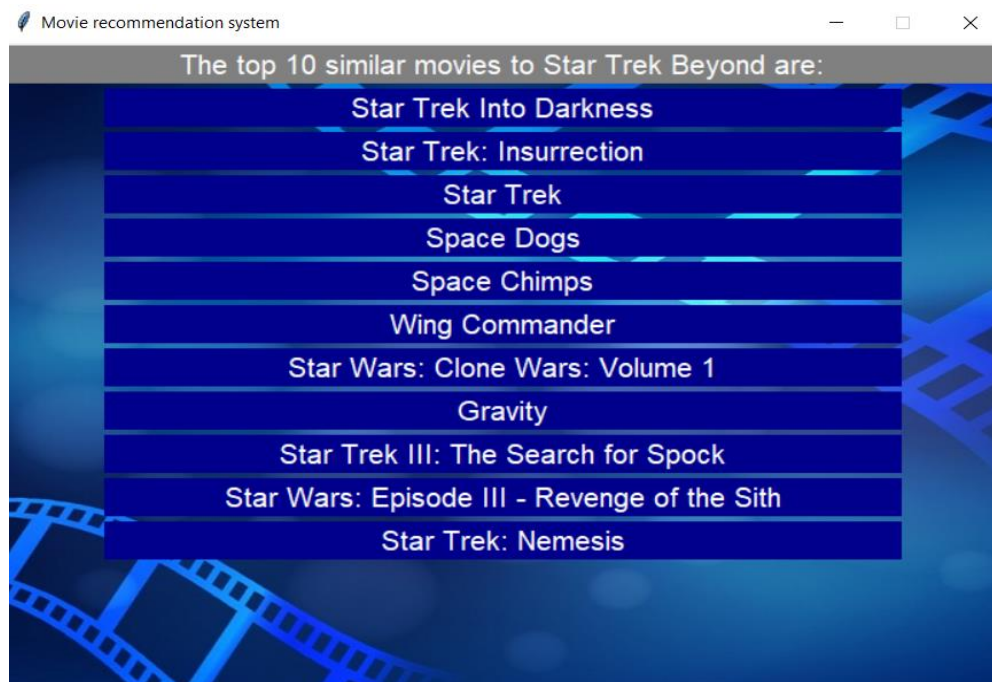 Movie recommendation system
The top 10 similar movies to Star Trek Beyond are:
Star Trek Into Darkness
Star Trek: Insurrection
Star Trek
Space Dogs
Space Chimps
Wing Commander
Star Wars: Clone Wars: Volume 1
Gravity
Star Trek III: The Search for Spock
Star Wars: Episode III - Revenge of the Sith
Star Trek: Nemesis